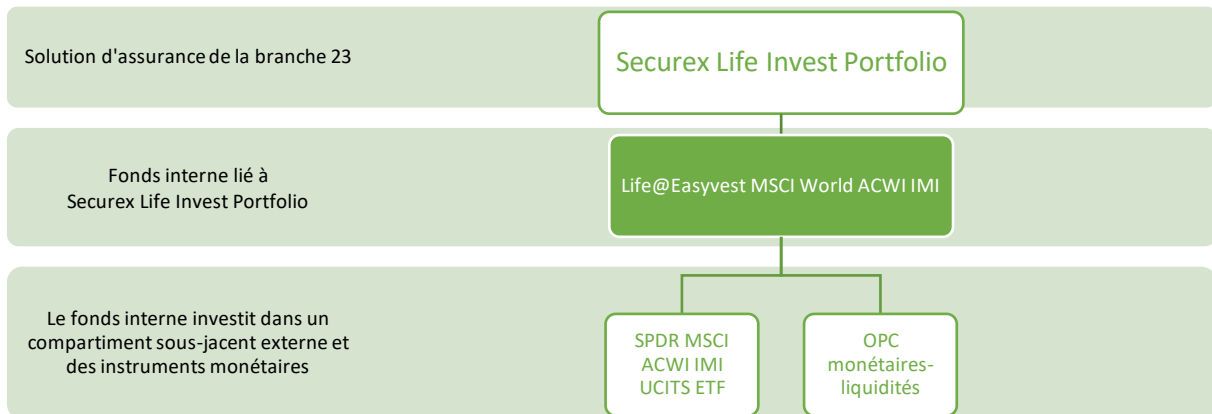 Solution d'assurance de la branche 23
Securex Life Invest Portfolio
Fonds interne lié à
Securex Life Invest Portfolio
Life@Easyvest MSCI World ACWI IMI
Le fonds interne investit dans un
compartiment sous-jacent externe et
des instruments monétaires
SPDR MSCI
ACWI IMI
UCITS ETF
OPC
monétaires-
liquidités